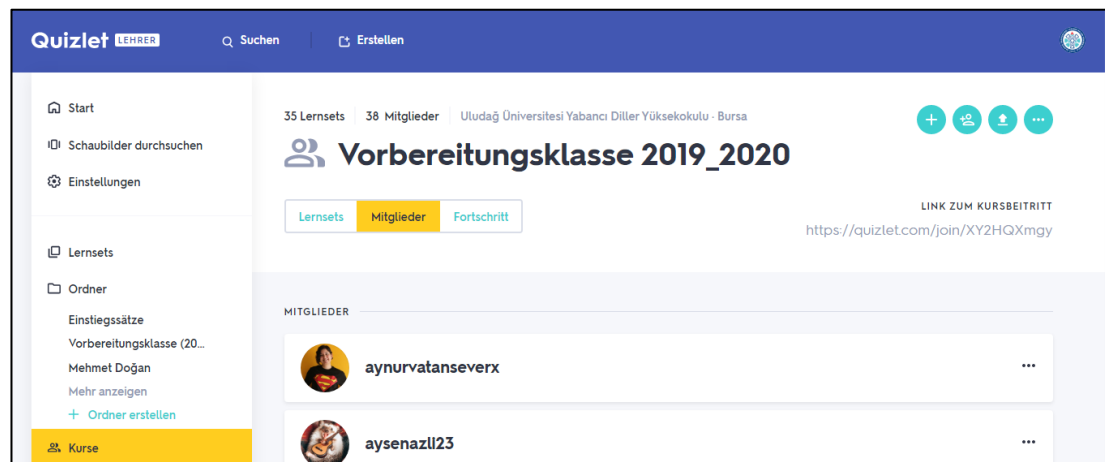 Quizlet LEHRER
Suchen
Erstellen
Start
Schaubilder durchsuchen
Einstellungen
Lernsets
Ordner
Einstiegssätze
Vorbereitungsklasse (20...
Mehmet Doğan
Mehr anzeigen
+ Ordner erstellen
Kurse
35 Lernsets 38 Mitglieder Uludağ Üniversitesi Yabancı Diller Yüksekokulu - Bursa
Vorbereitungsklasse 2019_2020
Lernsets Mitglieder Fortschritt
LINK ZUM KURSBEITRITT
https://quizlet.com/join/XY2HQXmgy
MITGLIEDER
aynurvatanseverx
aysenazll23